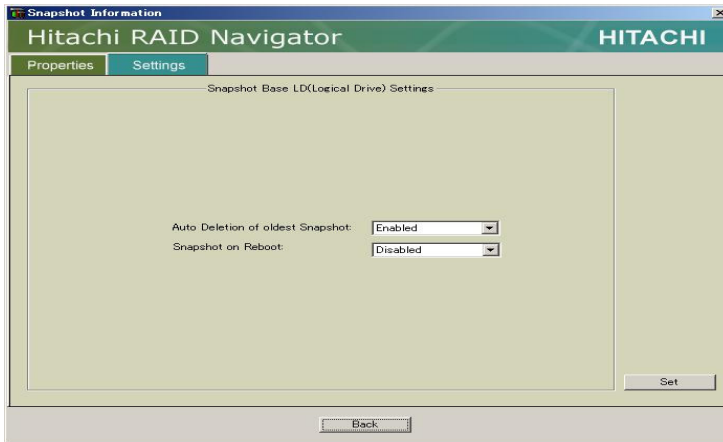 Snapshot Information
Hitachi RAID Navigator HITACHI
Properties Settings
Snapshot Base LD(Logical Drive) Settings
Auto Deletion of oldest Snapshot: Enabled
Snapshot on Reboot: Disabled
Set
Back